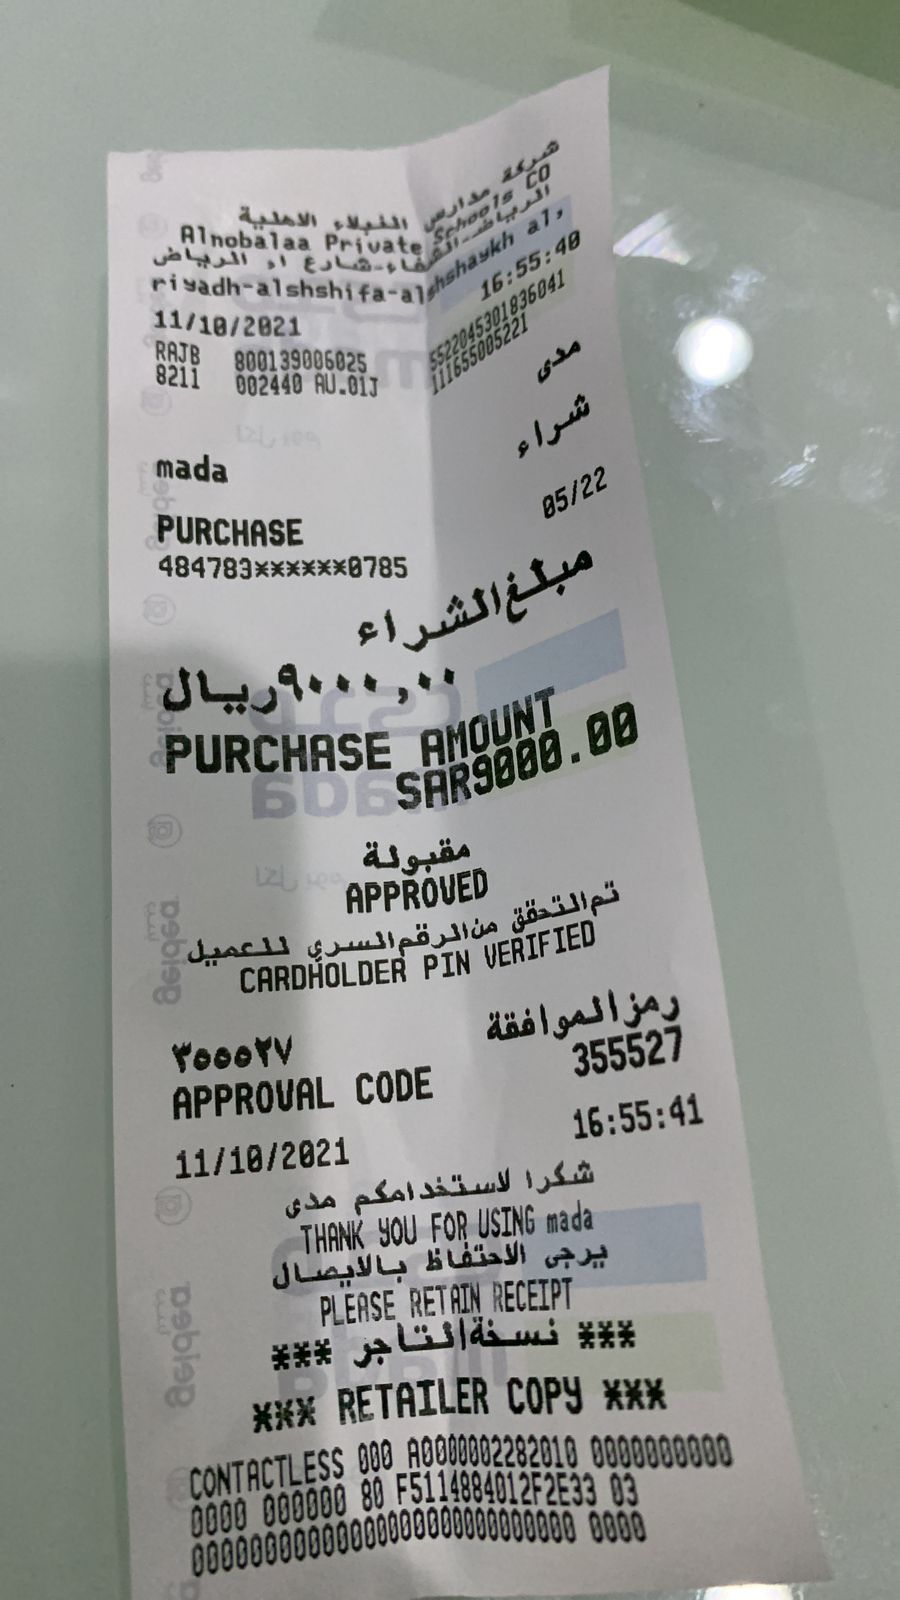 شركة مدارس النبلاء الاهلية
Alnobalaa Private Schools CO
الرياض-الشفاء-شارع ال الرياض
riyadh-alshshifa-alshshaykh al,
11/10/2021 16:55:40
RAJB 800139006025 5522045301836041
8211 002440 AU.01J 111655005221
mada مدى
PURCHASE شراء
484783******0785 05/22
مبلغ الشراء
٩٠٠٠,٠٠ ريال
PURCHASE AMOUNT
SAR9000.00
مقبولة
APPROVED
تم التحقق من الرقم السري للعميل
CARDHOLDER PIN VERIFIED
رمز الموافقة ٣٥٥٥٢٧
APPROVAL CODE 355527
11/10/2021 16:55:41
شكرا لاستخدامكم مدى
THANK YOU FOR USING mada
يرجى الاحتفاظ بالايصال
PLEASE RETAIN RECEIPT
*** نسخة التاجر ***
*** RETAILER COPY ***
CONTACTLESS 000 A0000002282010 0000000000
0000 000000 80 F5114884012F2E33 03
0000000000000000000000000000 0000